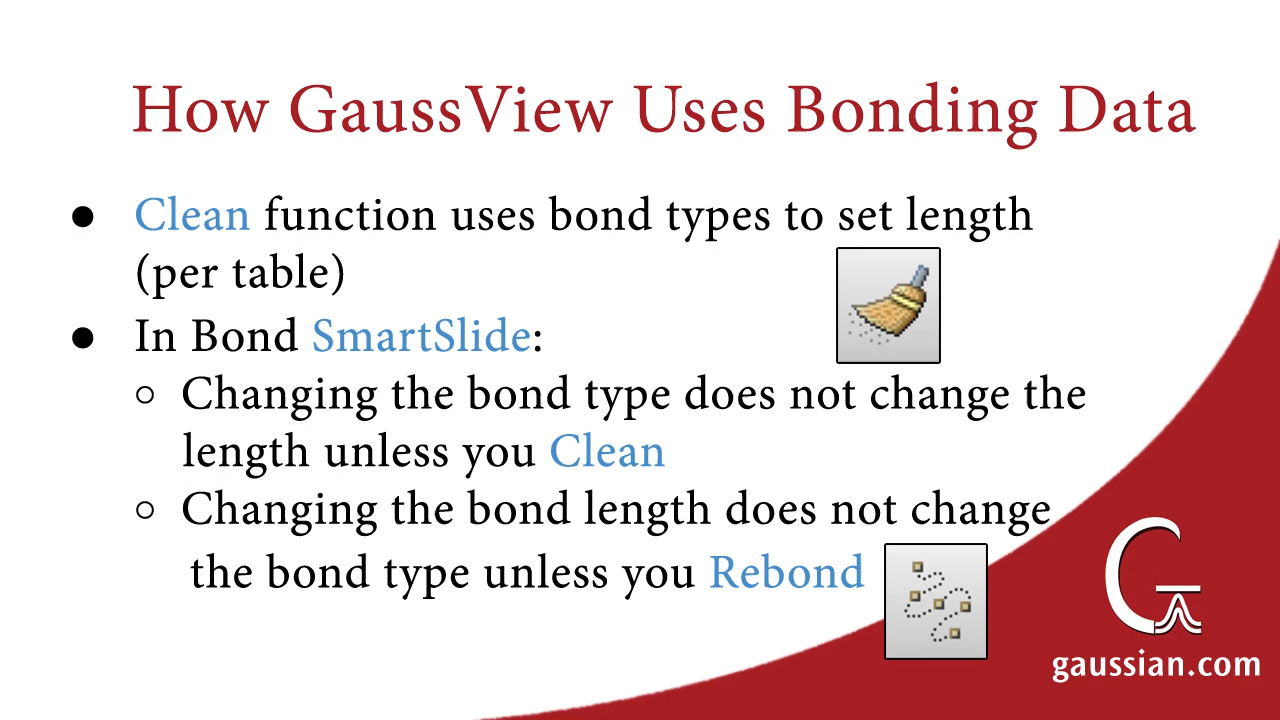 How GaussView Uses Bonding Data
● Clean function uses bond types to set length
(per table)
● In Bond SmartSlide:
○ Changing the bond type does not change the
length unless you Clean
○ Changing the bond length does not change
the bond type unless you Rebond
G
gaussian.com